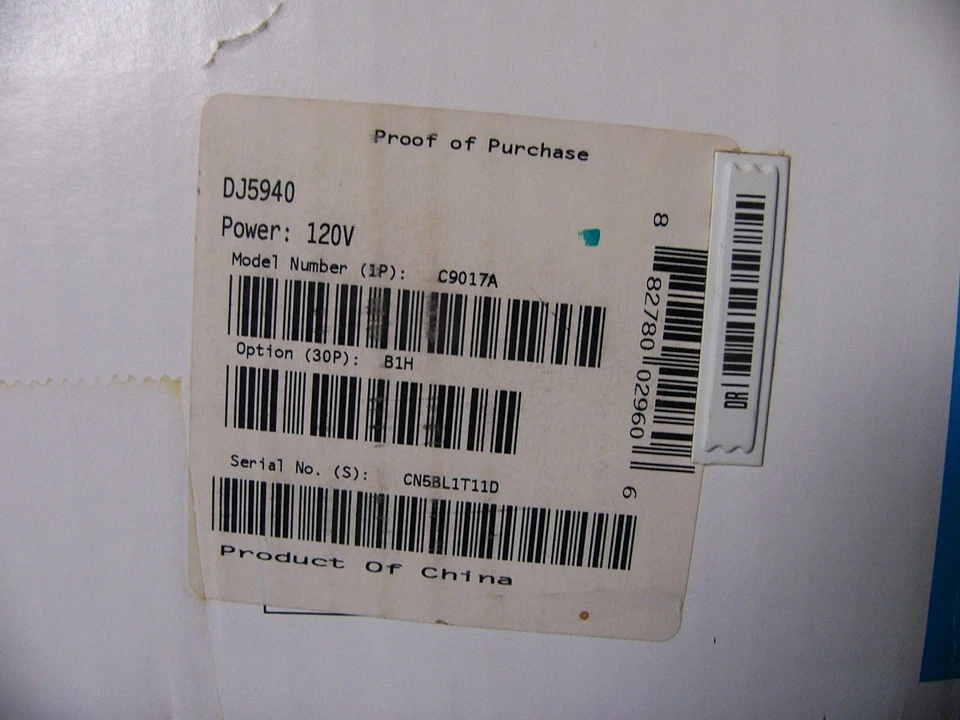 Proof of Purchase
DJ5940
Power: 120V
Model Number (1P): C9017A
Option (30P): B1H
Serial No. (S): CN5BL1T11D
Product Of China
8 82780 02960 6
DR